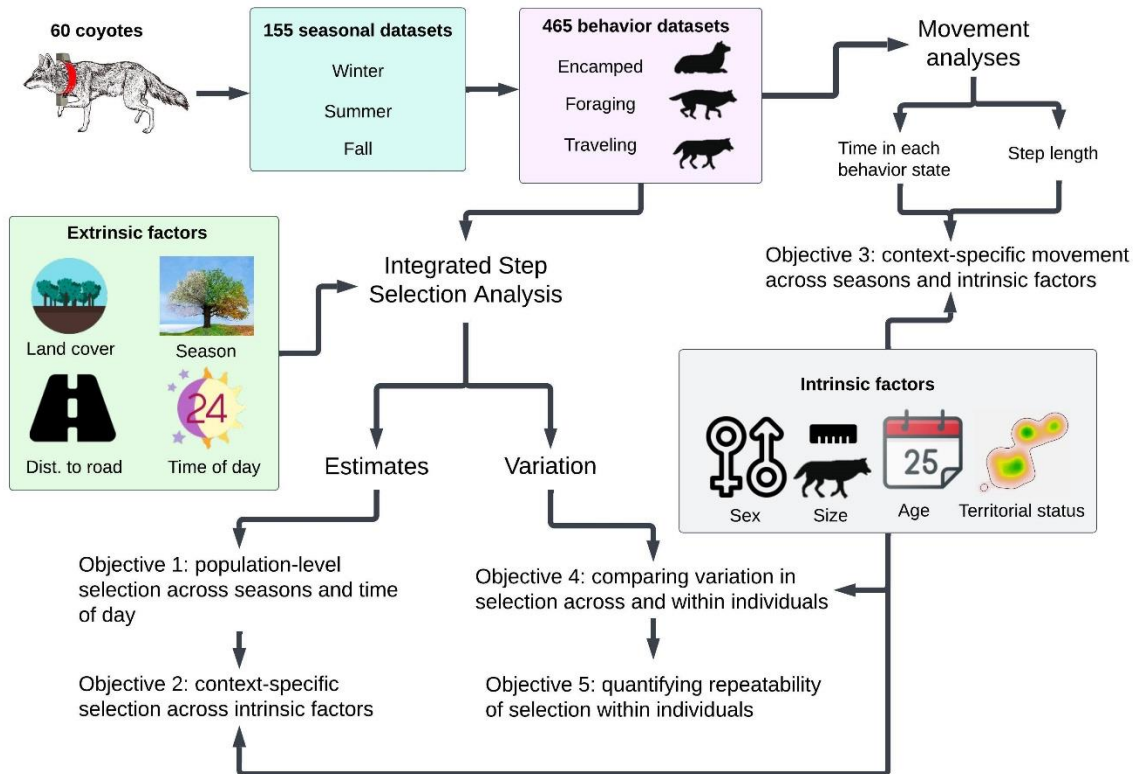 60 coyotes
155 seasonal datasets
Winter
Summer
Fall
465 behavior datasets
Encamped
Foraging
Traveling
Movement
analyses
Time in each
behavior state
Step length
Objective 3: context-specific movement
across seasons and intrinsic factors
Extrinsic factors
Land cover
Season
24
Dist. to road
Time of day
Integrated Step
Selection Analysis
Estimates
Variation
Intrinsic factors
25
Sex
Size
Age
Territorial status
Objective 1: population-level
selection across seasons and time
of day
Objective 2: context-specific
selection across intrinsic factors
Objective 4: comparing variation in
selection across and within individuals
Objective 5: quantifying repeatability
of selection within individuals